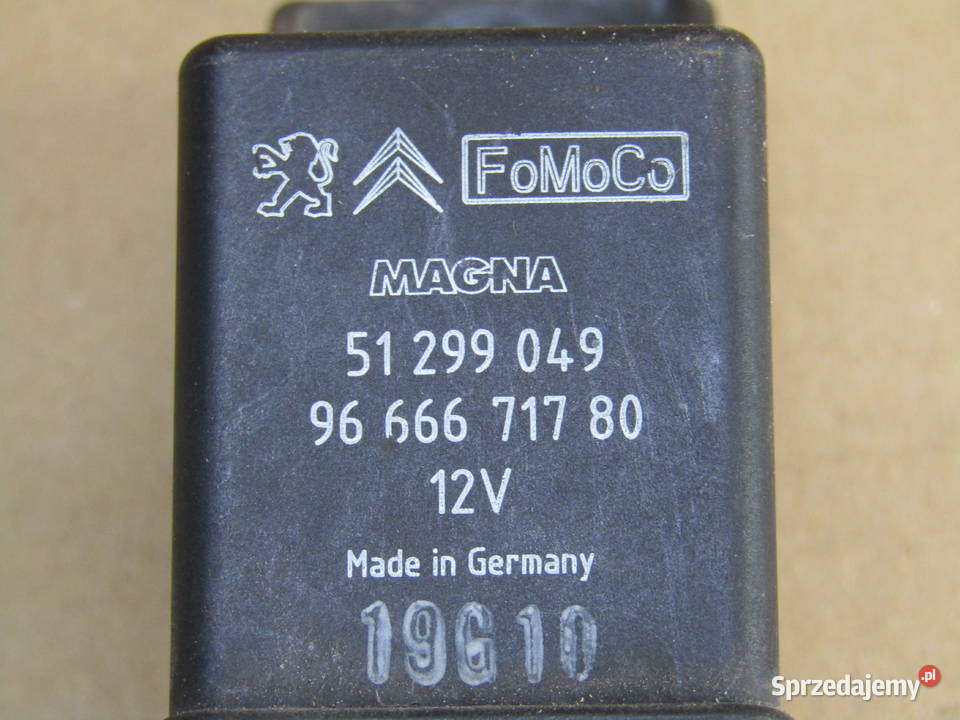 FoMoCo
MAGNA
51 299 049
96 666 717 80
12V
Made in Germany
19G10
Sprzedajemy.pl